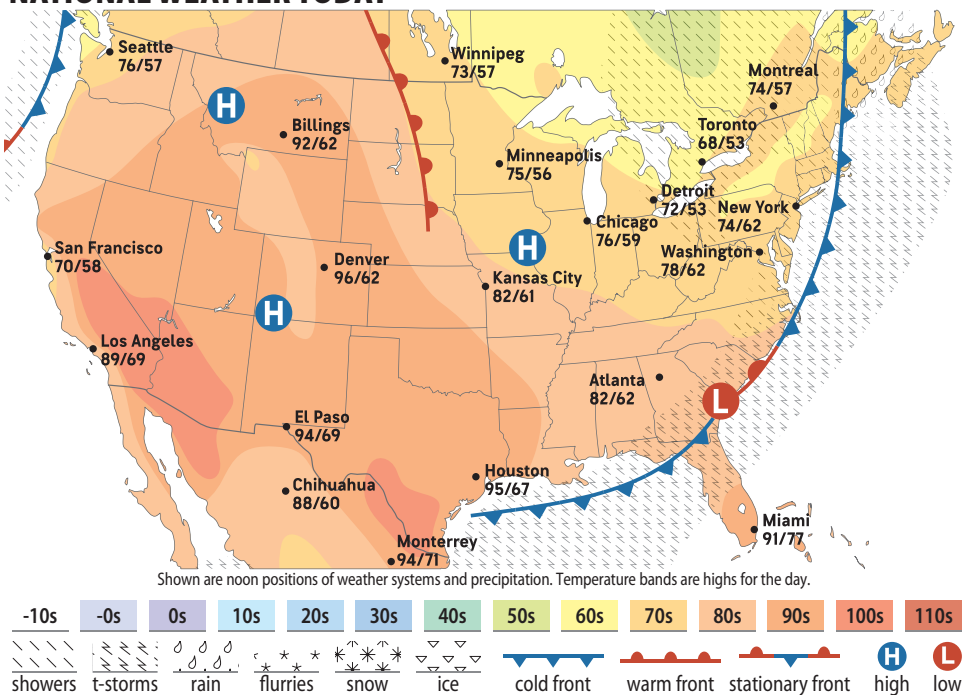 NATIONAL WEATHER TODAY
Seattle
76/57
Winnipeg
73/57
Montreal
74/57
H
Billings
92/62
Toronto
68/53
Minneapolis
75/56
Detroit
72/53
New York
74/62
Chicago
76/59
San Francisco
70/58
Denver
96/62
H
Washington
78/62
Kansas City
82/61
H
Los Angeles
89/69
Atlanta
82/62
L
El Paso
94/69
Houston
95/67
Chihuahua
88/60
Miami
91/77
Monterrey
94/71
Shown are noon positions of weather systems and precipitation. Temperature bands are highs for the day.
-10s -0s 0s 10s 20s 30s 40s 50s 60s 70s 80s 90s 100s 110s
H L
showers t-storms rain flurries snow ice cold front warm front stationary front high low